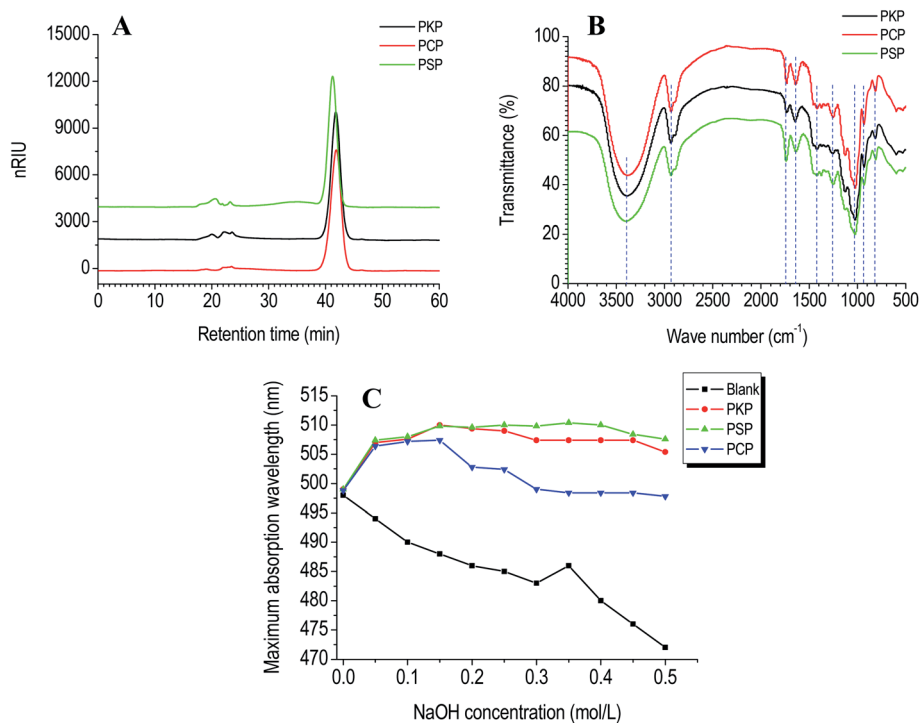 A
PKP
PCP
PSP
15000
12000
9000
6000
3000
0
nRIU
0 10 20 30 40 50 60
Retention time (min)
B
PKP
PCP
PSP
100
80
60
40
20
0
Transmittance (%)
4000 3500 3000 2500 2000 1500 1000 500
Wave number (cm⁻¹)
C
Blank
PKP
PSP
PCP
515
510
505
500
495
490
485
480
475
470
Maximum absorption wavelength (nm)
0.0 0.1 0.2 0.3 0.4 0.5
NaOH concentration (mol/L)